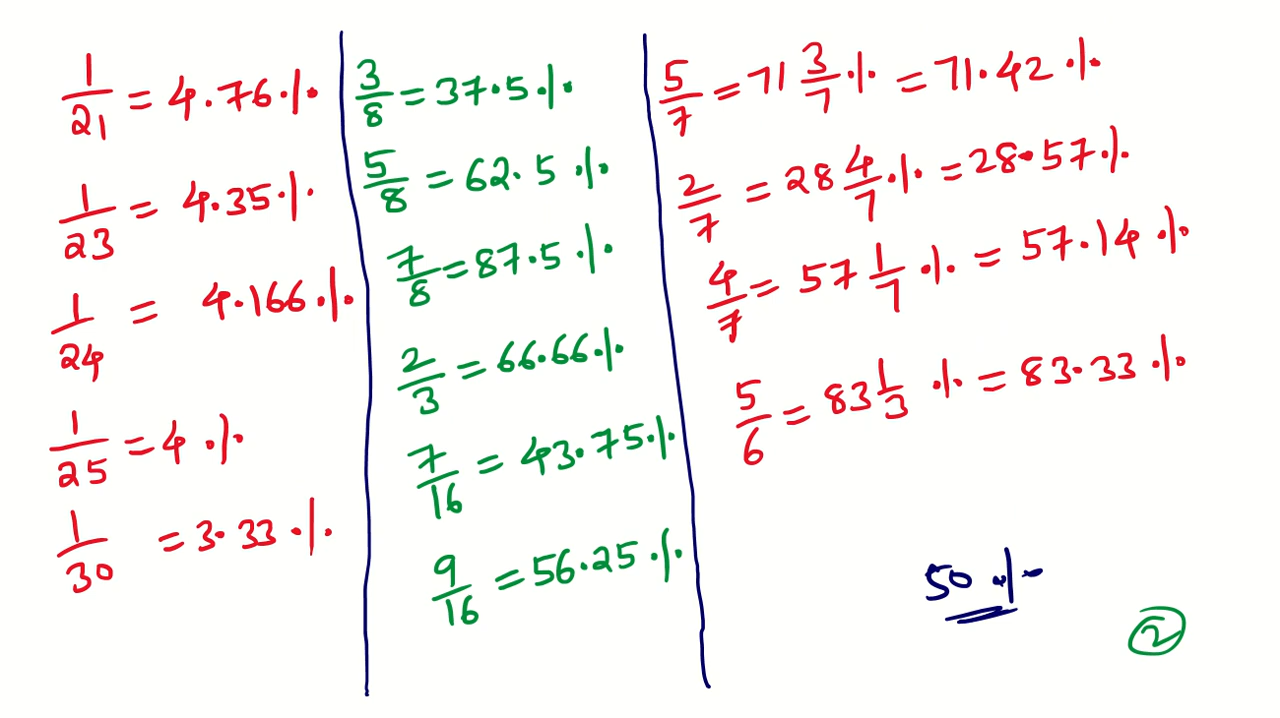 1/21 = 4.76%
1/23 = 4.35%
1/24 = 4.166%
1/25 = 4%
1/30 = 3.33%
3/8 = 37.5%
5/8 = 62.5%
7/8 = 87.5%
2/3 = 66.66%
7/16 = 43.75%
9/16 = 56.25%
5/7 = 71 3/7% = 71.42%
2/7 = 28 4/7% = 28.57%
4/7 = 57 1/7% = 57.14%
5/6 = 83 1/3% = 83.33%
50%
2